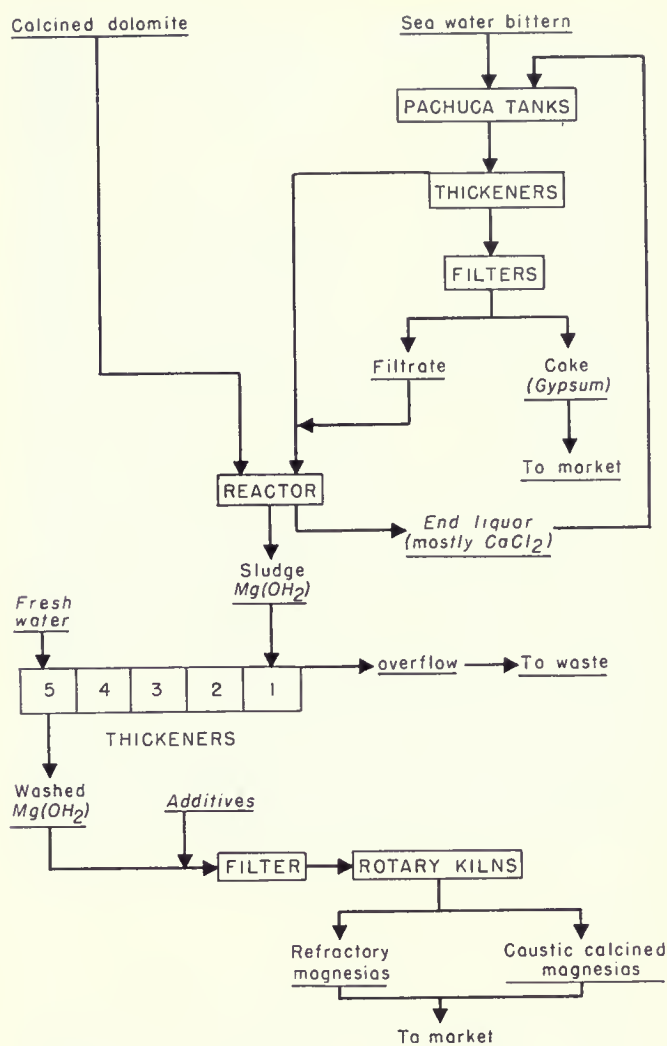 Calcined dolomite
Sea water bittern
PACHUCA TANKS
THICKENERS
FILTERS
Filtrate
Cake
(Gypsum)
To market
REACTOR
End liquor
(mostly CaCl2)
Sludge
Mg(OH2)
Fresh
water
5 4 3 2 1
overflow
To waste
THICKENERS
Washed
Mg(OH2)
Additives
FILTER
ROTARY KILNS
Refractory
magnesias
Caustic calcined
magnesias
To market